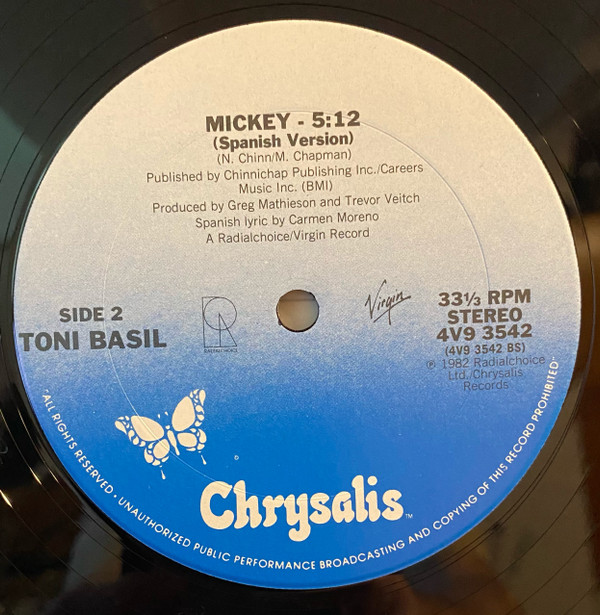 MICKEY - 5:12
(Spanish Version)
(N. Chinn/M. Chapman)
Published by Chinnichap Publishing Inc./Careers
Music Inc. (BMI)
Produced by Greg Mathieson and Trevor Veitch
Spanish lyric by Carmen Moreno
A Radialchoice/Virgin Record
SIDE 2
TONI BASIL
RADIALCHOICE
Virgin
33⅓ RPM
STEREO
4V9 3542
(4V9 3542 BS)
℗ 1982 Radialchoice
Ltd./Chrysalis
Records
Chrysalis™
ALL RIGHTS RESERVED • UNAUTHORIZED PUBLIC PERFORMANCE BROADCASTING AND COPYING OF THIS RECORD PROHIBITED